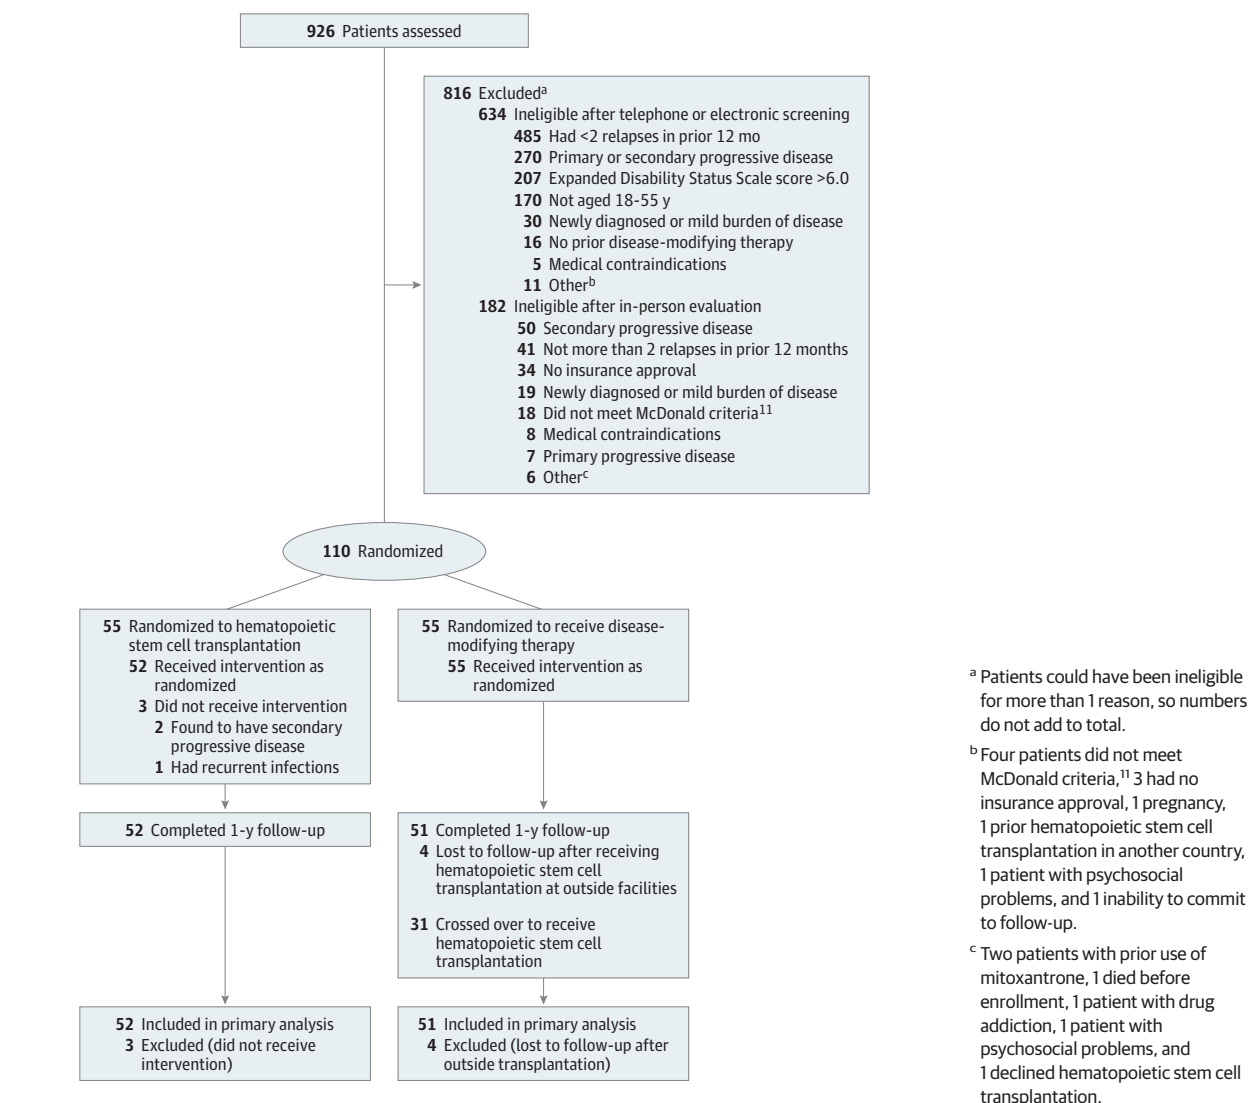 926 Patients assessed
816 Excludedᵃ
634 Ineligible after telephone or electronic screening
485 Had <2 relapses in prior 12 mo
270 Primary or secondary progressive disease
207 Expanded Disability Status Scale score >6.0
170 Not aged 18-55 y
30 Newly diagnosed or mild burden of disease
16 No prior disease-modifying therapy
5 Medical contraindications
11 Otherᵇ
182 Ineligible after in-person evaluation
50 Secondary progressive disease
41 Not more than 2 relapses in prior 12 months
34 No insurance approval
19 Newly diagnosed or mild burden of disease
18 Did not meet McDonald criteria¹¹
8 Medical contraindications
7 Primary progressive disease
6 Otherᶜ
110 Randomized
55 Randomized to hematopoietic
stem cell transplantation
52 Received intervention as
randomized
3 Did not receive intervention
2 Found to have secondary
progressive disease
1 Had recurrent infections
55 Randomized to receive disease-
modifying therapy
55 Received intervention as
randomized
52 Completed 1-y follow-up
51 Completed 1-y follow-up
4 Lost to follow-up after receiving
hematopoietic stem cell
transplantation at outside facilities
31 Crossed over to receive
hematopoietic stem cell
transplantation
52 Included in primary analysis
3 Excluded (did not receive
intervention)
51 Included in primary analysis
4 Excluded (lost to follow-up after
outside transplantation)
ᵃ Patients could have been ineligible
for more than 1 reason, so numbers
do not add to total.
ᵇ Four patients did not meet
McDonald criteria,¹¹ 3 had no
insurance approval, 1 pregnancy,
1 prior hematopoietic stem cell
transplantation in another country,
1 patient with psychosocial
problems, and 1 inability to commit
to follow-up.
ᶜ Two patients with prior use of
mitoxantrone, 1 died before
enrollment, 1 patient with drug
addiction, 1 patient with
psychosocial problems, and
1 declined hematopoietic stem cell
transplantation.